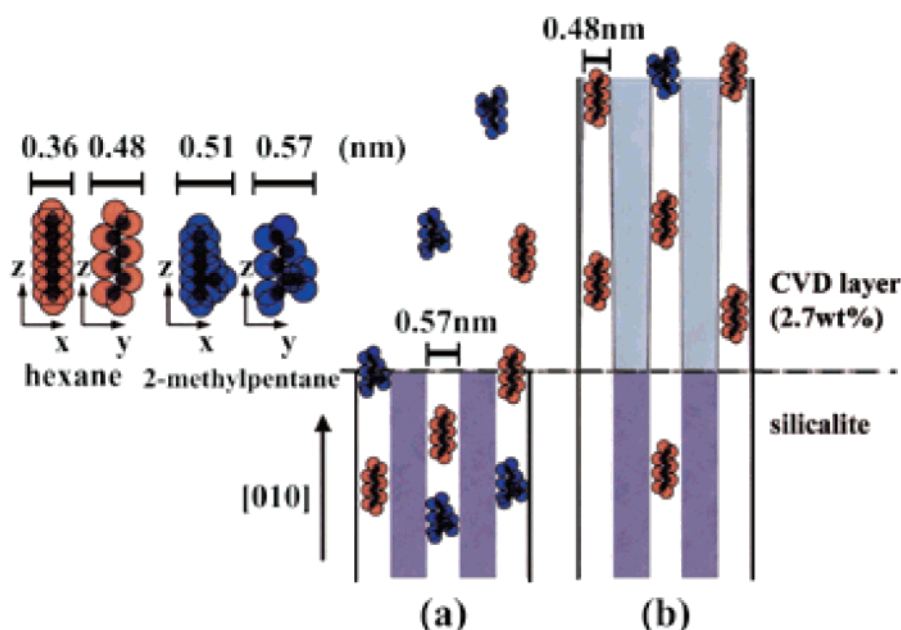 0.48nm
0.36 0.48 0.51 0.57 (nm)
z z z z
x y x y
hexane 2-methylpentane
0.57nm
CVD layer
(2.7wt%)
silicalite
[010]
(a) (b)